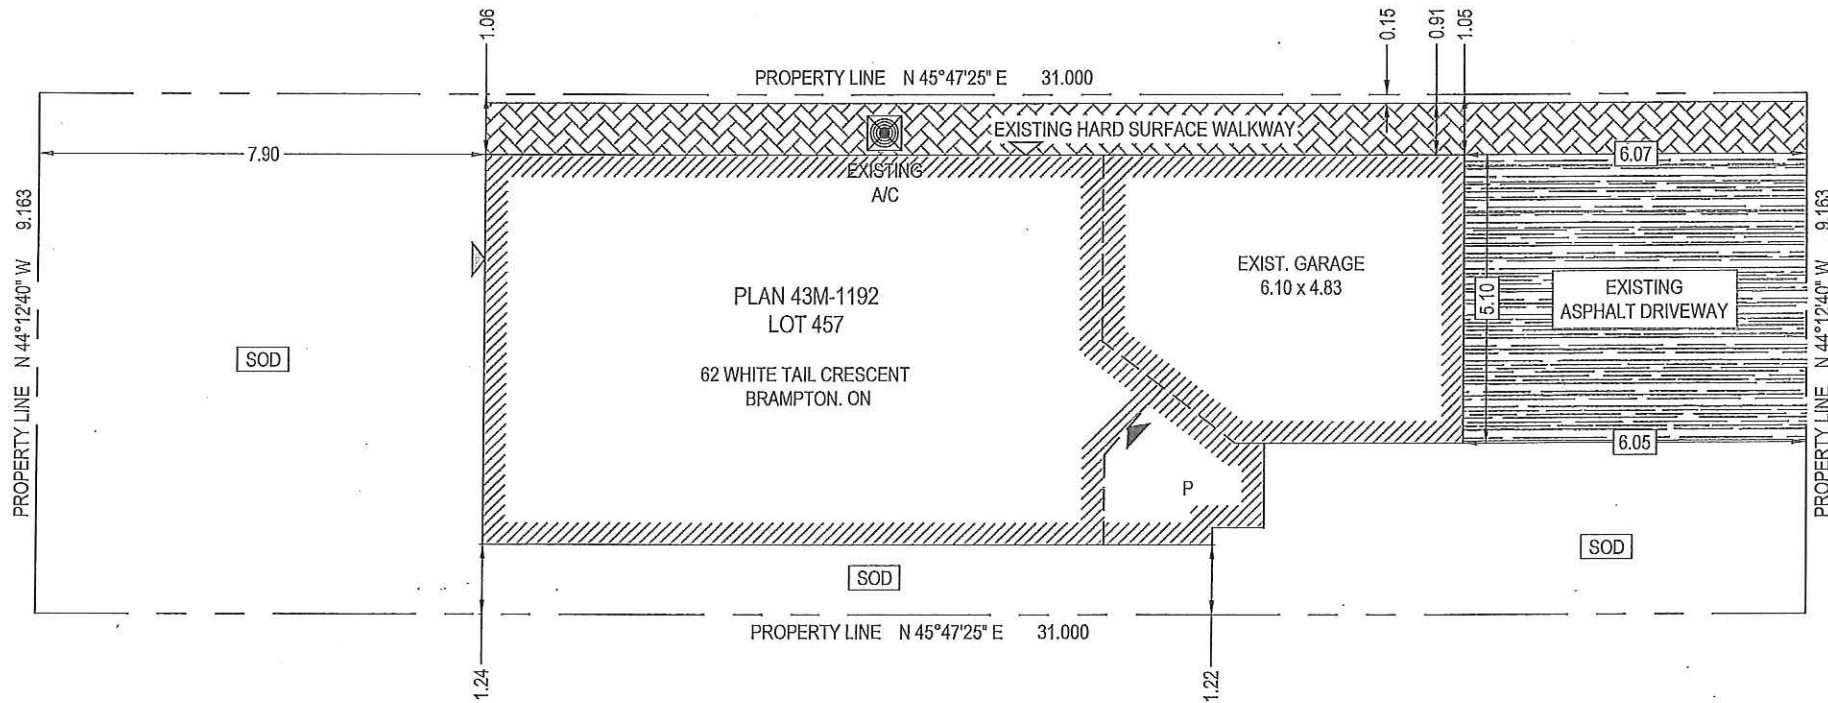 1.06
0.15
0.91
1.05
PROPERTY LINE N 45°47'25" E 31.000
EXISTING HARD SURFACE WALKWAY
7.90
6.07
EXISTING
A/C
PROPERTY LINE N 44°12'40" W 9.163
EXIST. GARAGE
6.10 x 4.83
5.10
EXISTING
ASPHALT DRIVEWAY
PROPERTY LINE N 44°12'40" W 9.163
PLAN 43M-1192
LOT 457
SOD
62 WHITE TAIL CRESCENT
BRAMPTON. ON
6.05
P
SOD
SOD
PROPERTY LINE N 45°47'25" E 31.000
1.24
1.22